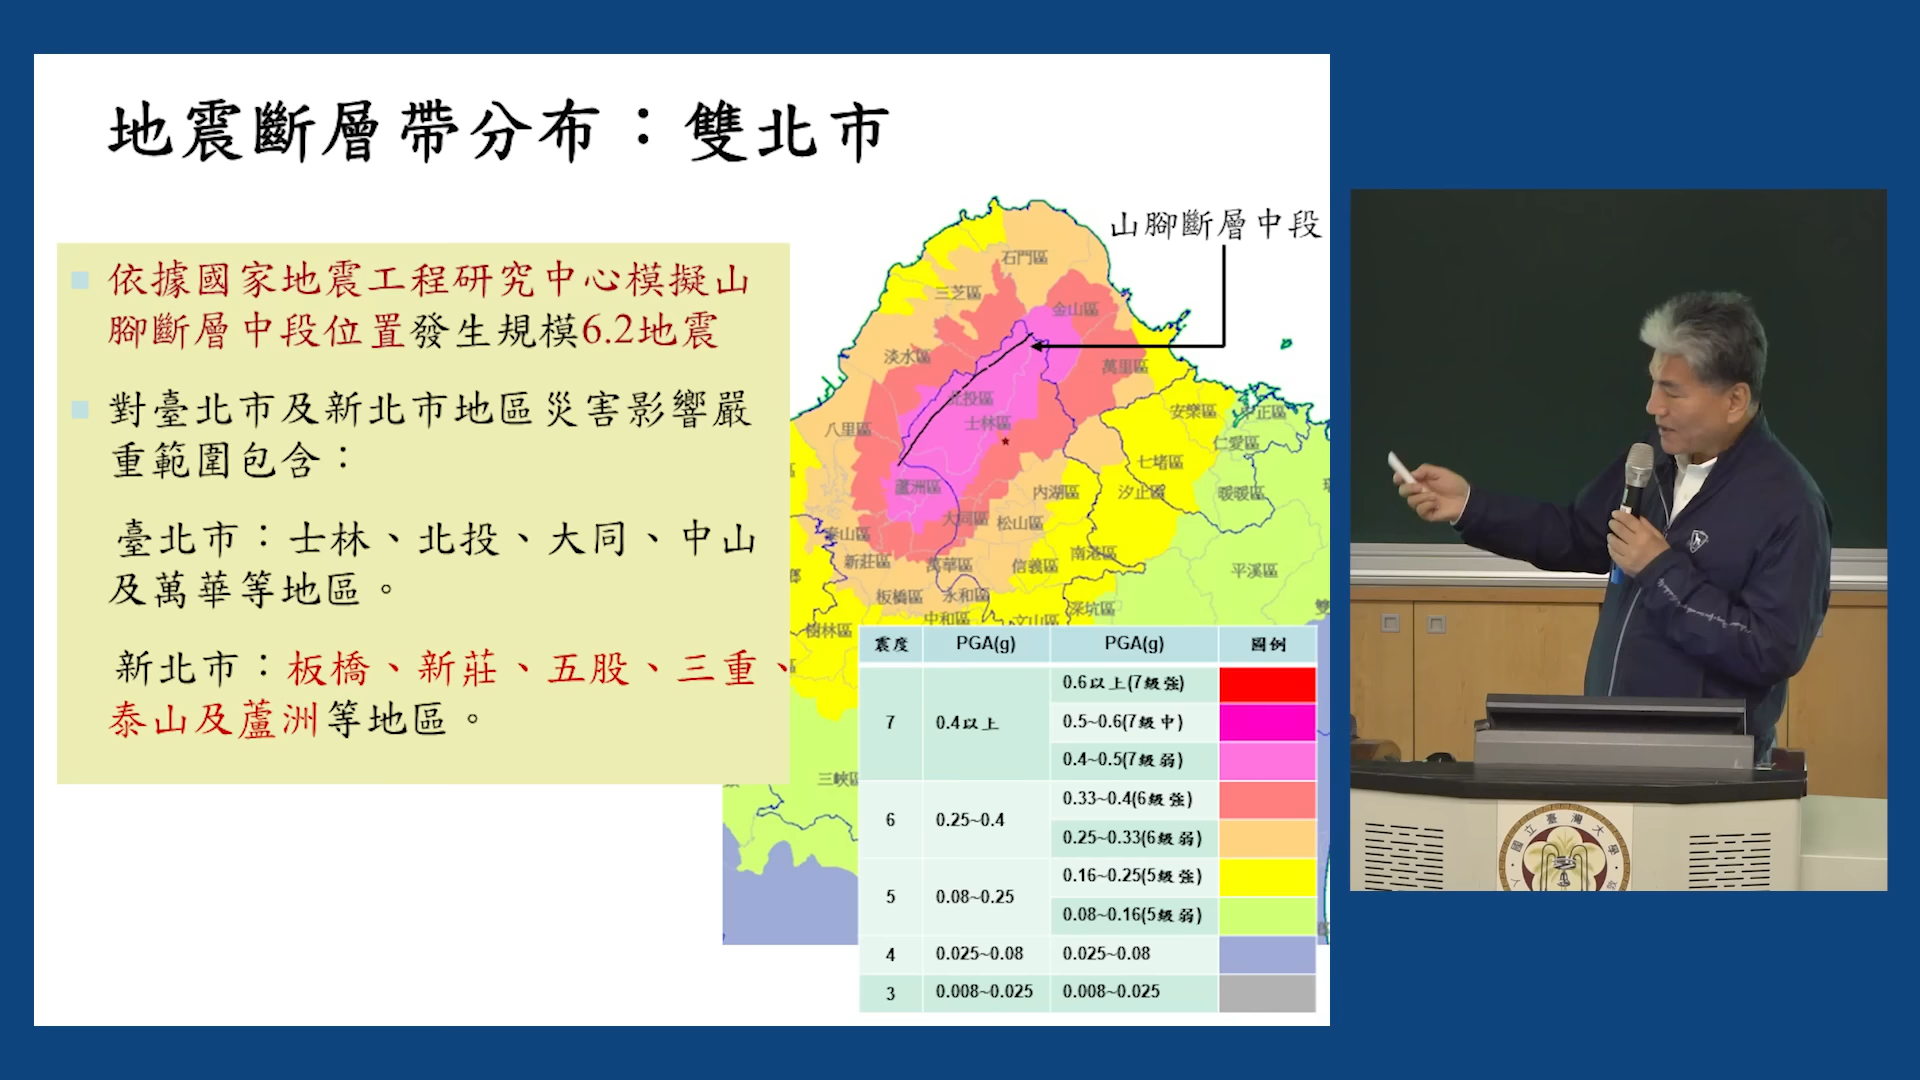 地震斷層帶分布：雙北市
依據國家地震工程研究中心模擬山
腳斷層中段位置發生規模6.2地震
對臺北市及新北市地區災害影響嚴
重範圍包含：
臺北市：士林、北投、大同、中山
及萬華等地區。
新北市：板橋、新莊、五股、三重、
泰山及蘆洲等地區。
山腳斷層中段
石門區
三芝區
金山區
淡水區
萬里區
北投區
士林區
安樂區
中正區
八里區
仁愛區
七堵區
蘆洲區
內湖區
汐止區
暖暖區
大同區
松山區
泰山區
南港區
新莊區
萬華區
信義區
平溪區
板橋區
永和區
深坑區
中和區
文山區
樹林區
三峽區
震度 PGA(g) PGA(g) 圖例
7 0.4以上 0.6以上(7級強)
0.5~0.6(7級中)
0.4~0.5(7級弱)
6 0.25~0.4 0.33~0.4(6級強)
0.25~0.33(6級弱)
5 0.08~0.25 0.16~0.25(5級強)
0.08~0.16(5級弱)
4 0.025~0.08 0.025~0.08
3 0.008~0.025 0.008~0.025
國立臺灣大學